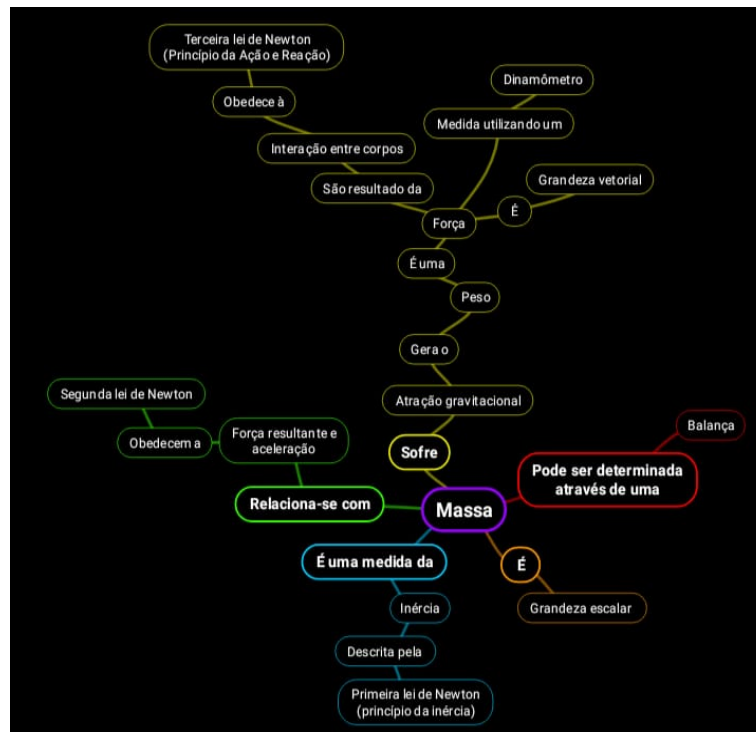 Terceira lei de Newton
(Princípio da Ação e Reação)
Obedece à
Interação entre corpos
São resultado da
Dinamômetro
Medida utilizando um
Grandeza vetorial
É
Força
É uma
Peso
Gera o
Atração gravitacional
Sofre
Segunda lei de Newton
Obedecem a
Força resultante e
aceleração
Relaciona-se com
Balança
Pode ser determinada
através de uma
Massa
É uma medida da
É
Inércia
Grandeza escalar
Descrita pela
Primeira lei de Newton
(princípio da inércia)